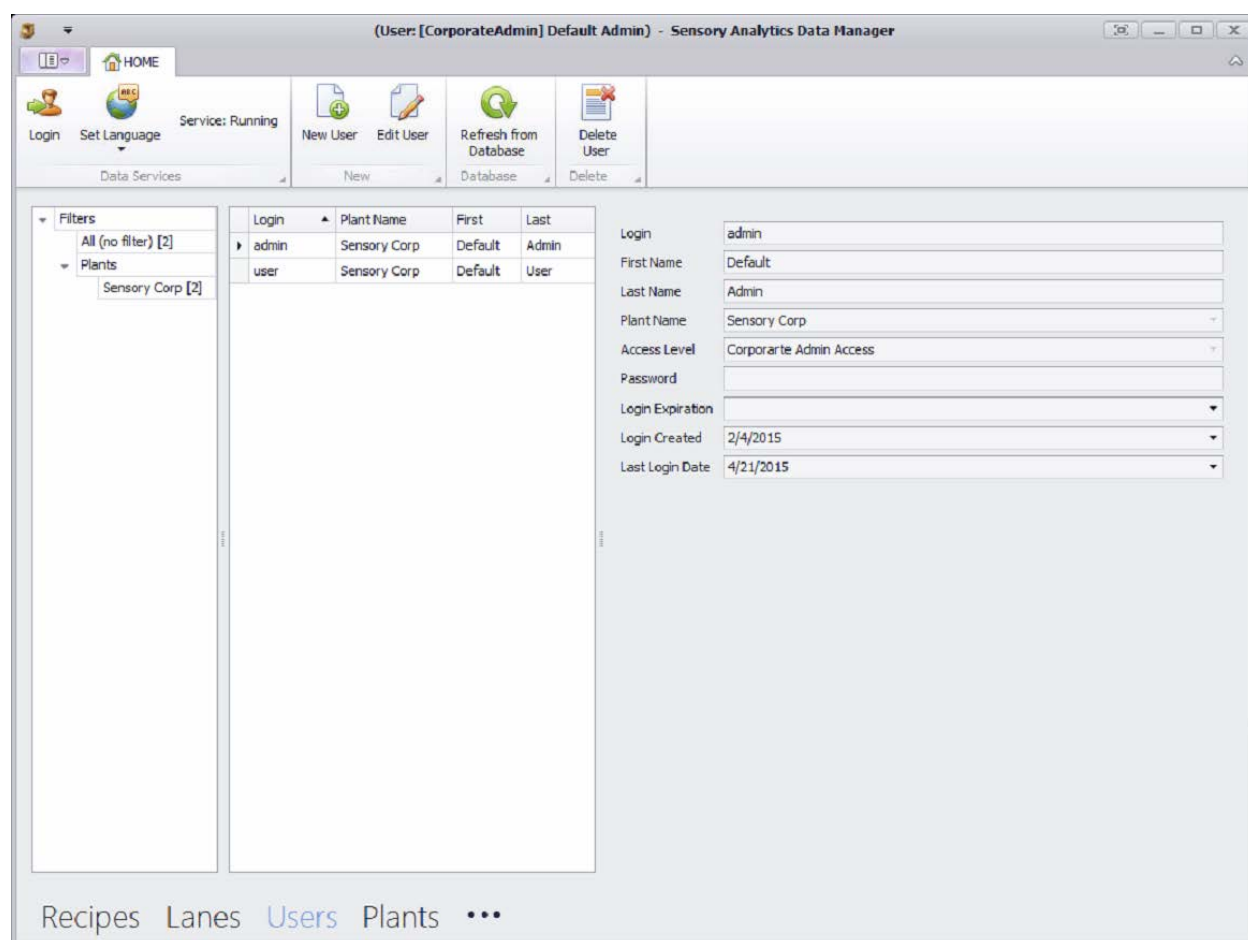 (User: [CorporateAdmin] Default Admin) - Sensory Analytics Data Manager
HOME
ABC
Login
Set Language
Service: Running
New User
Edit User
Refresh from Database
Delete User
Data Services
New
Database
Delete
Filters
All (no filter) [2]
Plants
Sensory Corp [2]
Login Plant Name First Last
admin Sensory Corp Default Admin
user Sensory Corp Default User
Login admin
First Name Default
Last Name Admin
Plant Name Sensory Corp
Access Level Corporarte Admin Access
Password
Login Expiration
Login Created 2/4/2015
Last Login Date 4/21/2015
Recipes Lanes Users Plants •••